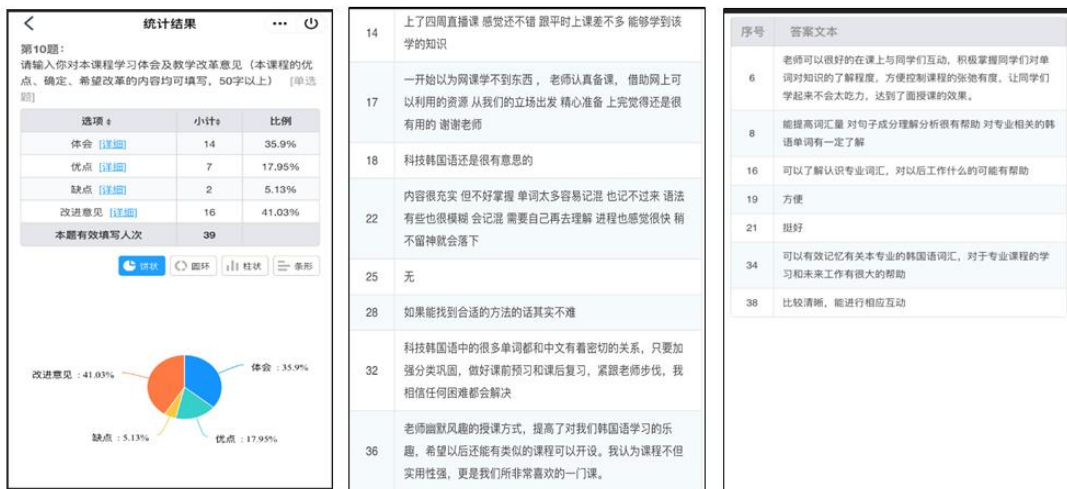 统计结果
第10题：
请输入你对本课程学习体会及教学改革意见（本课程的优
点、确定、希望改革的内容均可填写，50字以上） [单选
题]
选项 小计 比例
体会 [详细] 14 35.9%
优点 [详细] 7 17.95%
缺点 [详细] 2 5.13%
改进意见 [详细] 16 41.03%
本题有效填写人次 39
饼状 圆环 柱状 条形
改进意见：41.03%
体会：35.9%
缺点：5.13%
优点：17.95%
14 上了四周直播课 感觉还不错 跟平时上课差不多 能够学到该
学的知识
17 一开始以为网课学不到东西， 老师认真备课， 借助网上可
以利用的资源 从我们的立场出发 精心准备 上完觉得还是很
有用的 谢谢老师
18 科技韩国语还是很有意思的
22 内容很充实 但不好掌握 单词太多容易记混 也记不过来 语法
有些也很模糊 会记混 需要自己再去理解 进程也感觉很快 稍
不留神就会落下
25 无
28 如果能找到合适的方法的话其实不难
32 科技韩国语中的很多单词都和中文有着密切的关系，只要加
强分类巩固，做好课前预习和课后复习，紧跟老师步伐，我
相信任何困难都会解决
36 老师幽默风趣的授课方式，提高了对我们韩国语学习的乐
趣，希望以后还能有类似的课程可以开设。我认为课程不但
实用性强，更是我们所非常喜欢的一门课。
序号 答案文本
6 老师可以很好的在课上与同学们互动，积极掌握同学们对单
词对知识的了解程度，方便控制课程的张弛有度，让同学们
学起来不会太吃力，达到了面授课的效果。
8 能提高词汇量 对句子成分理解分析很有帮助 对专业相关的韩
语单词有一定了解
16 可以了解认识专业词汇，对以后工作什么的可能有帮助
19 方便
21 挺好
34 可以有效记忆有关本专业的韩国语词汇，对于专业课程的学
习和未来工作有很大的帮助
38 比较清晰，能进行相应互动